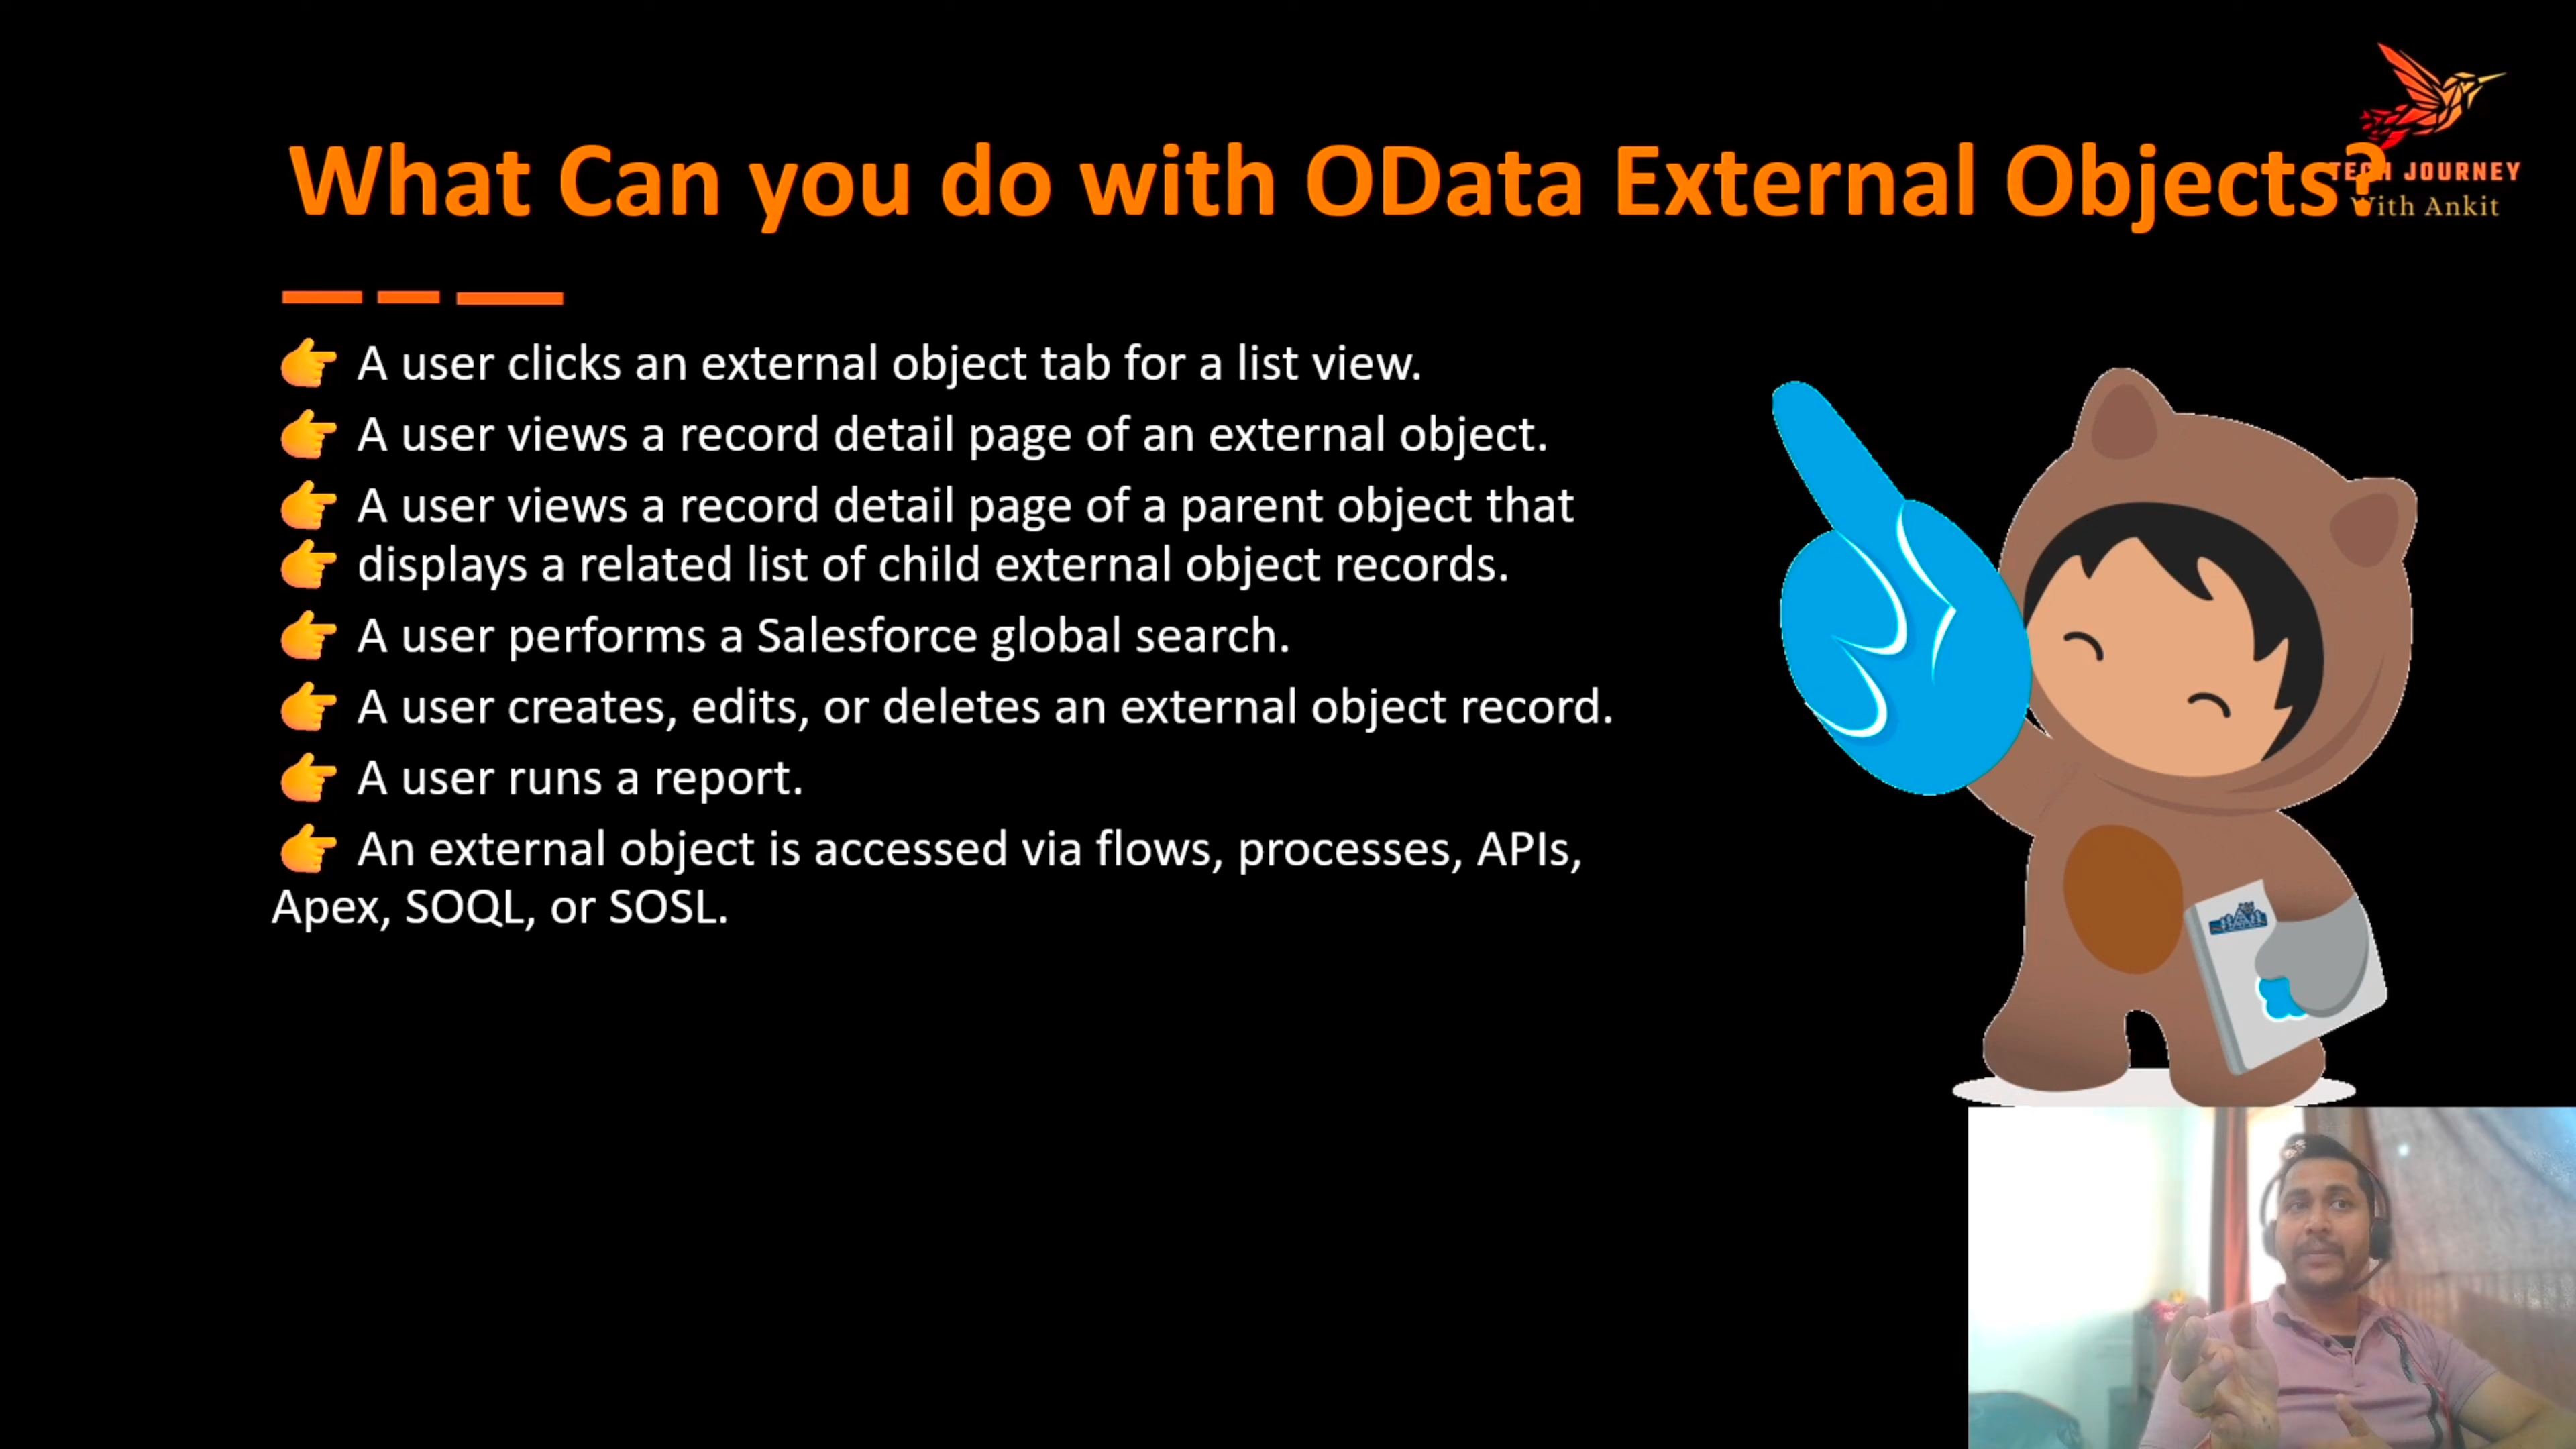 What Can you do with OData External Objects?
TECH JOURNEY
With Ankit
👉 A user clicks an external object tab for a list view.
👉 A user views a record detail page of an external object.
👉 A user views a record detail page of a parent object that
👉 displays a related list of child external object records.
👉 A user performs a Salesforce global search.
👉 A user creates, edits, or deletes an external object record.
👉 A user runs a report.
👉 An external object is accessed via flows, processes, APIs,
Apex, SOQL, or SOSL.